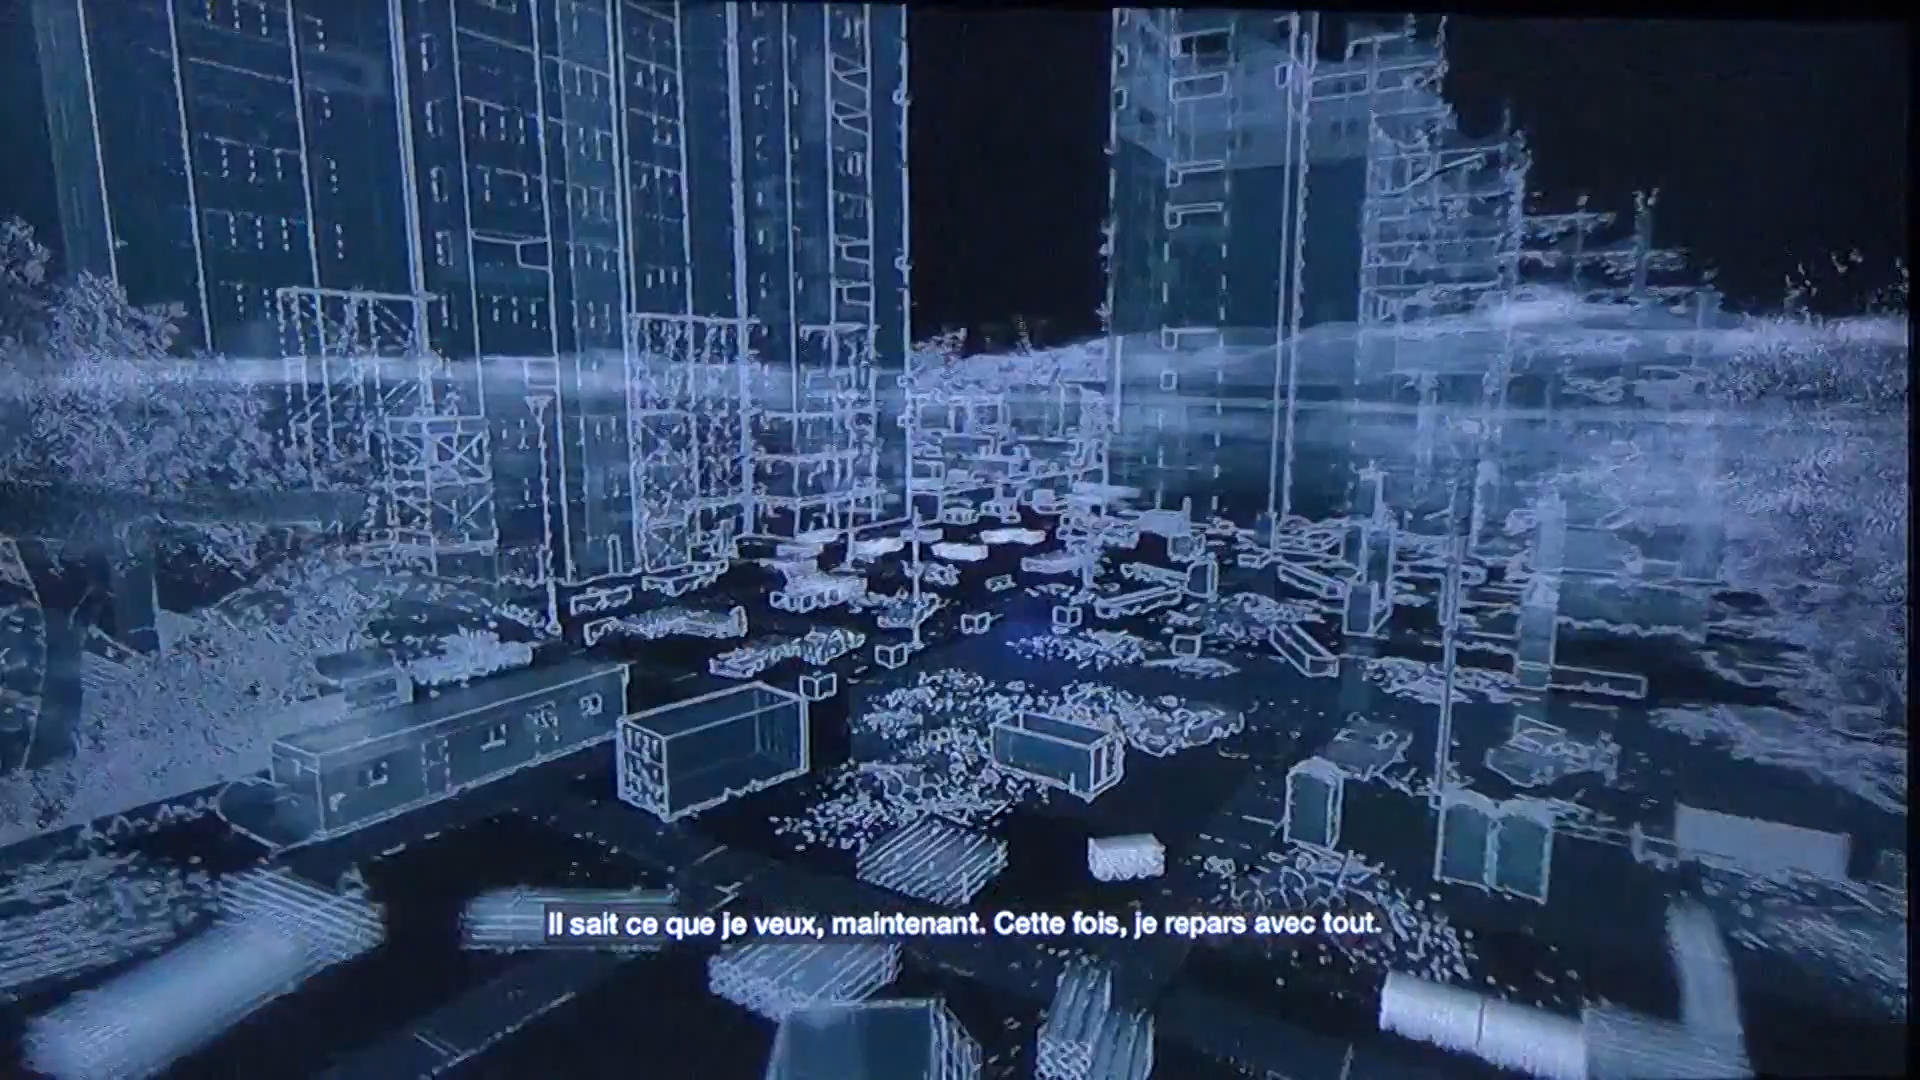 Il sait ce que je veux, maintenant. Cette fois, je repars avec tout.